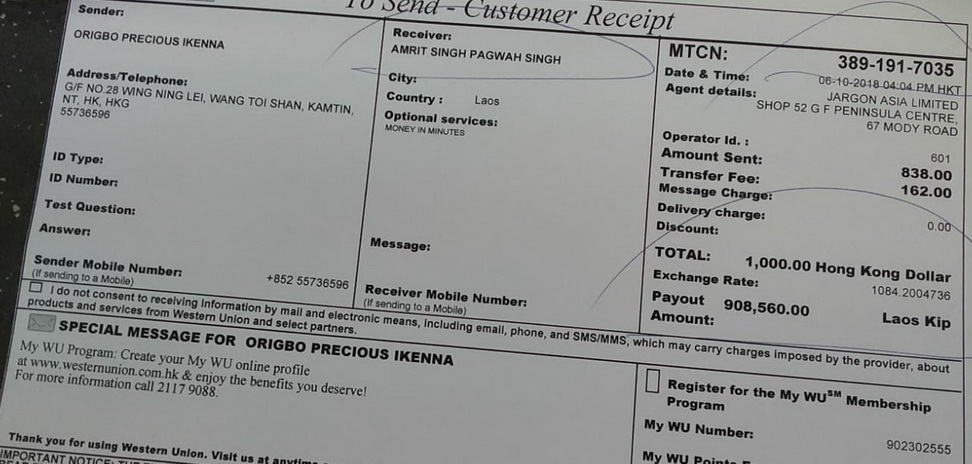 To Send - Customer Receipt
Sender:
ORIGBO PRECIOUS IKENNA
Address/Telephone:
G/F NO.28 WING NING LEI, WANG TOI SHAN, KAMTIN,
NT, HK, HKG
55736596
ID Type:
ID Number:
Test Question:
Answer:
Sender Mobile Number:
(If sending to a Mobile)
+852 55736596
Receiver:
AMRIT SINGH PAGWAH SINGH
City:
Country : Laos
Optional services:
MONEY IN MINUTES
Message:
Receiver Mobile Number:
(If sending to a Mobile)
MTCN: 389-191-7035
Date & Time: 06-10-2018 04:04 PM HKT
Agent details: JARGON ASIA LIMITED
SHOP 52 G F PENINSULA CENTRE,
67 MODY ROAD
Operator Id. : 601
Amount Sent: 838.00
Transfer Fee: 162.00
Message Charge:
Delivery charge: 0.00
Discount:
TOTAL: 1,000.00 Hong Kong Dollar
Exchange Rate: 1084.2004736
Payout 908,560.00 Laos Kip
Amount:
I do not consent to receiving information by mail and electronic means, including email, phone, and SMS/MMS, which may carry charges imposed by the provider, about
products and services from Western Union and select partners.
SPECIAL MESSAGE FOR ORIGBO PRECIOUS IKENNA
My WU Program: Create your My WU online profile
at www.westernunion.com.hk & enjoy the benefits you deserve!
For more information call 2117 9088.
Thank you for using Western Union. Visit us at anytime
IMPORTANT NOTICE:
Register for the My WU℠ Membership
Program
My WU Number: 902302555
My WU Points